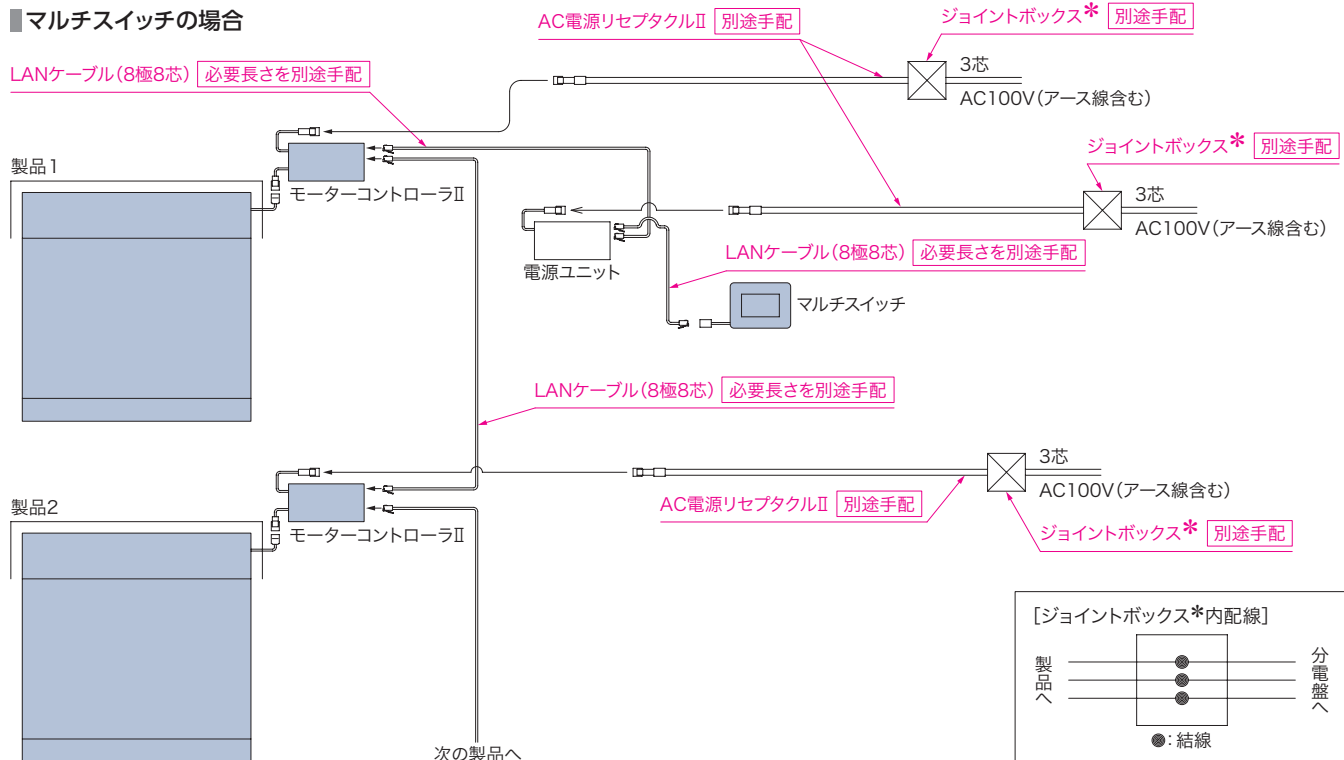 ■マルチスイッチの場合
AC電源リセプタクルⅡ 別途手配
ジョイントボックス* 別途手配
LANケーブル(8極8芯) 必要長さを別途手配
3芯
AC100V(アース線含む)
ジョイントボックス* 別途手配
製品1
モーターコントローラⅡ
3芯
AC100V(アース線含む)
LANケーブル(8極8芯) 必要長さを別途手配
電源ユニット
マルチスイッチ
LANケーブル(8極8芯) 必要長さを別途手配
3芯
AC100V(アース線含む)
製品2
AC電源リセプタクルⅡ 別途手配
モーターコントローラⅡ
ジョイントボックス* 別途手配
[ジョイントボックス*内配線]
製品へ
分電盤へ
:結線
次の製品へ